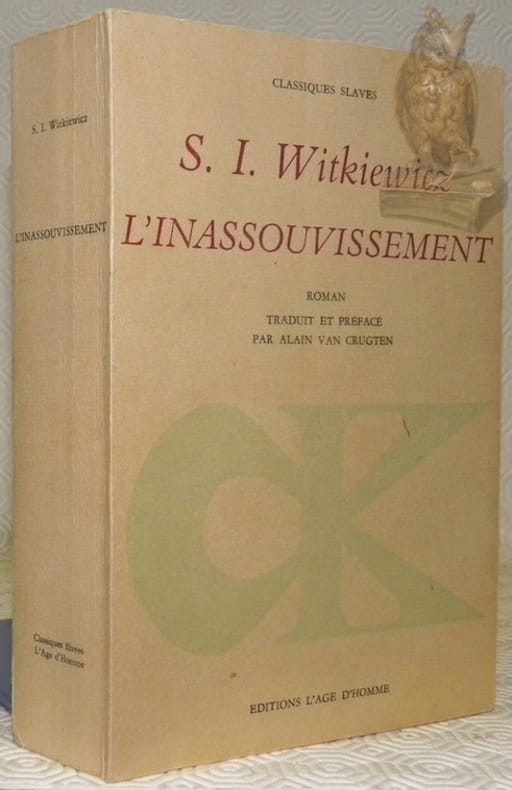 S. I. Witkiewicz
L'INASSOUVISSEMENT
Classiques Slaves
L'Age d'Homme
CLASSIQUES SLAVES
S. I. Witkiewicz
L'INASSOUVISSEMENT
ROMAN
TRADUIT ET PRÉFACÉ
PAR ALAIN VAN CRUGTEN
CK
EDITIONS L'AGE D'HOMME